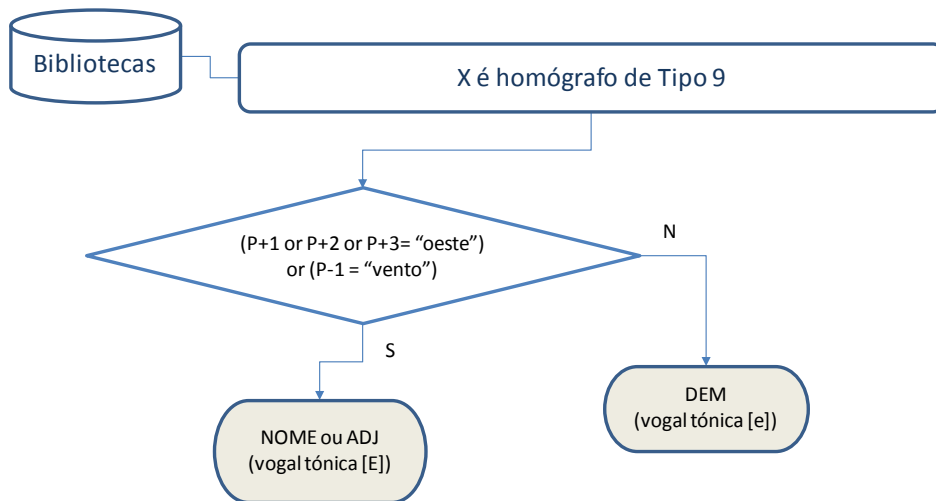 Bibliotecas
X é homógrafo de Tipo 9
(P+1 or P+2 or P+3= “oeste”)
or (P-1 = “vento”)
N
S
DEM
(vogal tónica [e])
NOME ou ADJ
(vogal tónica [E])